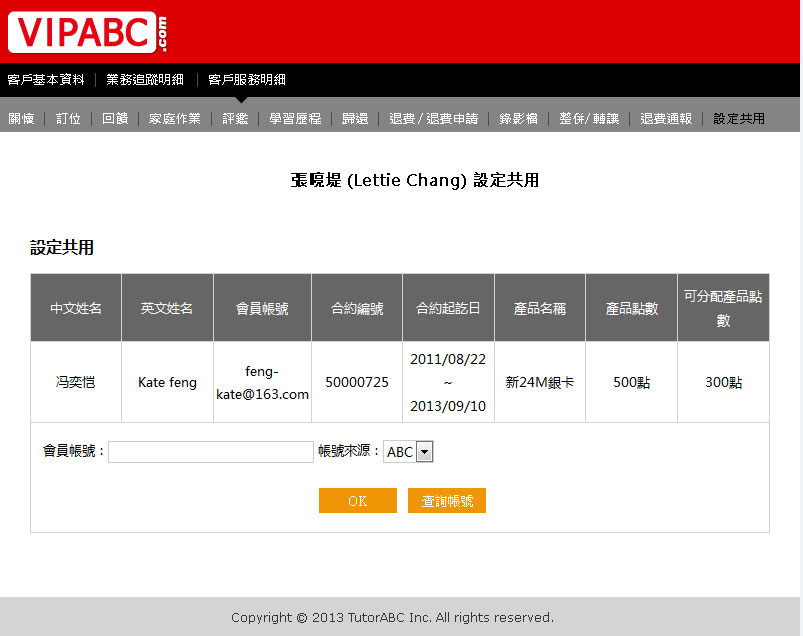 VIPABC.com
客戶基本資料 | 業務追蹤明細 | 客戶服務明細
關懷 | 訂位 | 回饋 | 家庭作業 | 評鑑 | 學習歷程 | 歸還 | 退費 / 退費申請 | 錄影檔 | 整併/ 轉讓 | 退費通報 | 設定共用
張喨堤 (Lettie Chang) 設定共用
設定共用
中文姓名 英文姓名 會員帳號 合約編號 合約起訖日 產品名稱 產品點數 可分配產品點
數
冯奕恺 Kate feng feng-
kate@163.com 50000725 2011/08/22
~
2013/09/10 新24M銀卡 500點 300點
會員帳號： 帳號來源： ABC
OK 查詢帳號
Copyright © 2013 TutorABC Inc. All rights reserved.